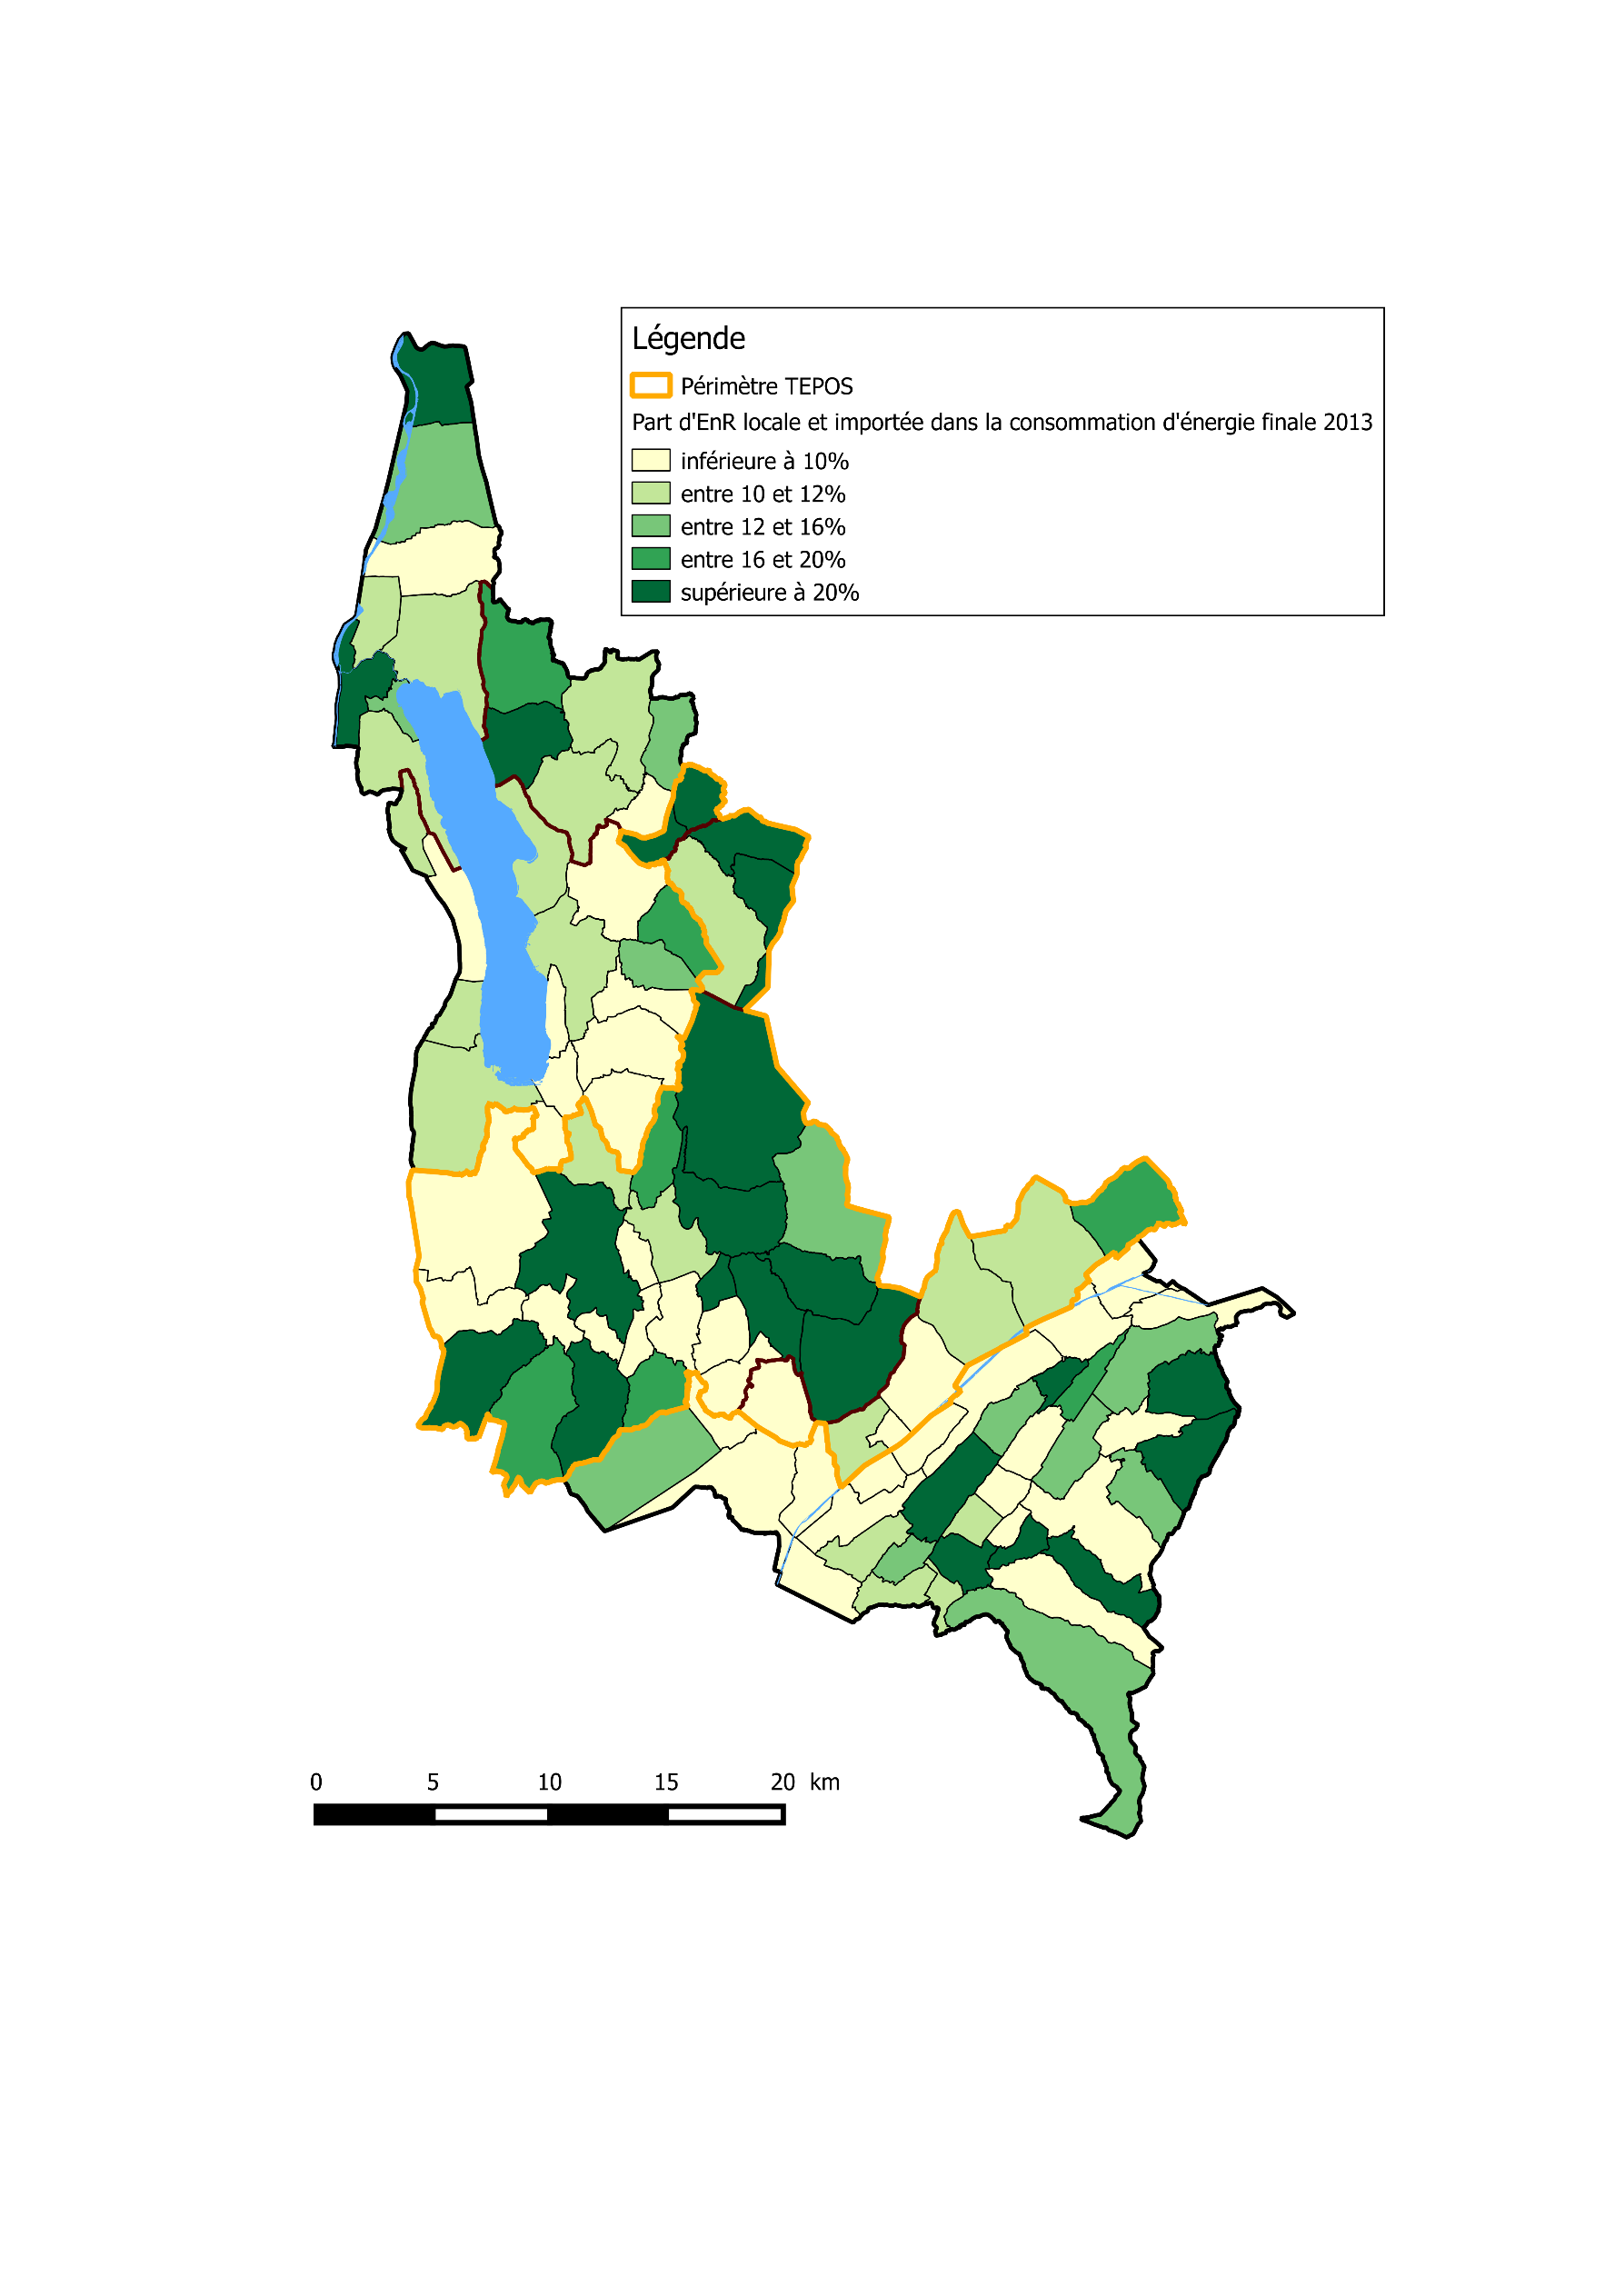 Légende
Périmètre TEPOS
Part d'EnR locale et importée dans la consommation d'énergie finale 2013
inférieure à 10%
entre 10 et 12%
entre 12 et 16%
entre 16 et 20%
supérieure à 20%
0 5 10 15 20 km